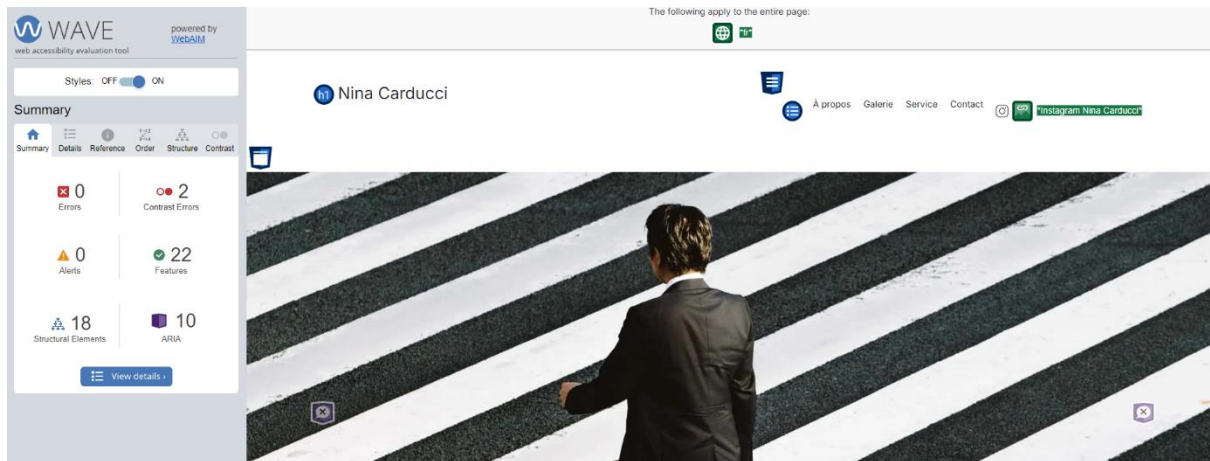 WAVE
web accessibility evaluation tool
powered by
WebAIM
Styles: OFF ON
Summary
Summary Details Reference Order Structure Contrast
0
Errors
2
Contrast Errors
0
Alerts
22
Features
18
Structural Elements
10
ARIA
View details ›
The following apply to the entire page:
"fr"
h1 Nina Carducci
À propos Galerie Service Contact
*Instagram Nina Carducci*